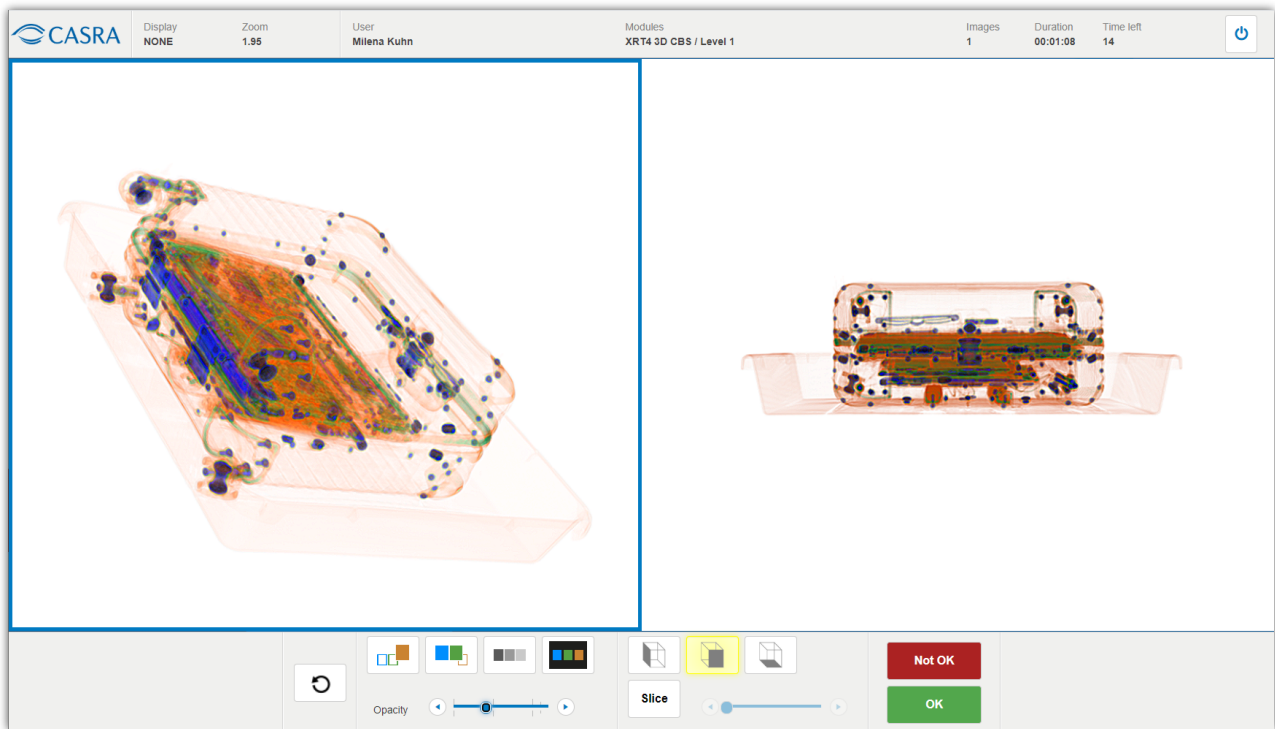 CASRA
Display
NONE
Zoom
1.95
User
Milena Kuhn
Modules
XRT4 3D CBS / Level 1
Images
1
Duration
00:01:08
Time left
14
Opacity
Slice
Not OK
OK